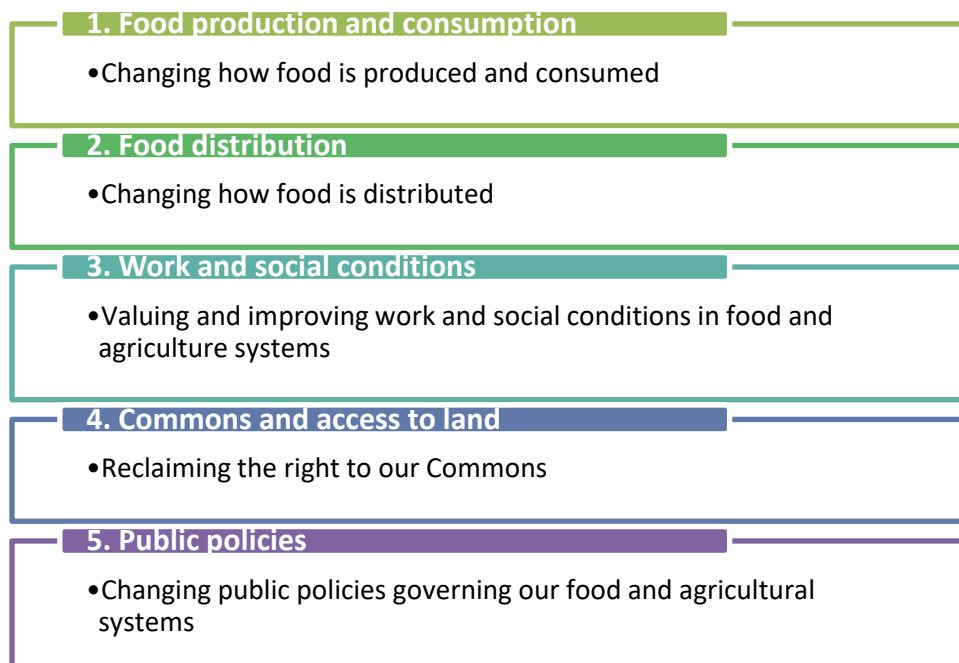 1. Food production and consumption
•Changing how food is produced and consumed
2. Food distribution
•Changing how food is distributed
3. Work and social conditions
•Valuing and improving work and social conditions in food and
agriculture systems
4. Commons and access to land
•Reclaiming the right to our Commons
5. Public policies
•Changing public policies governing our food and agricultural
systems